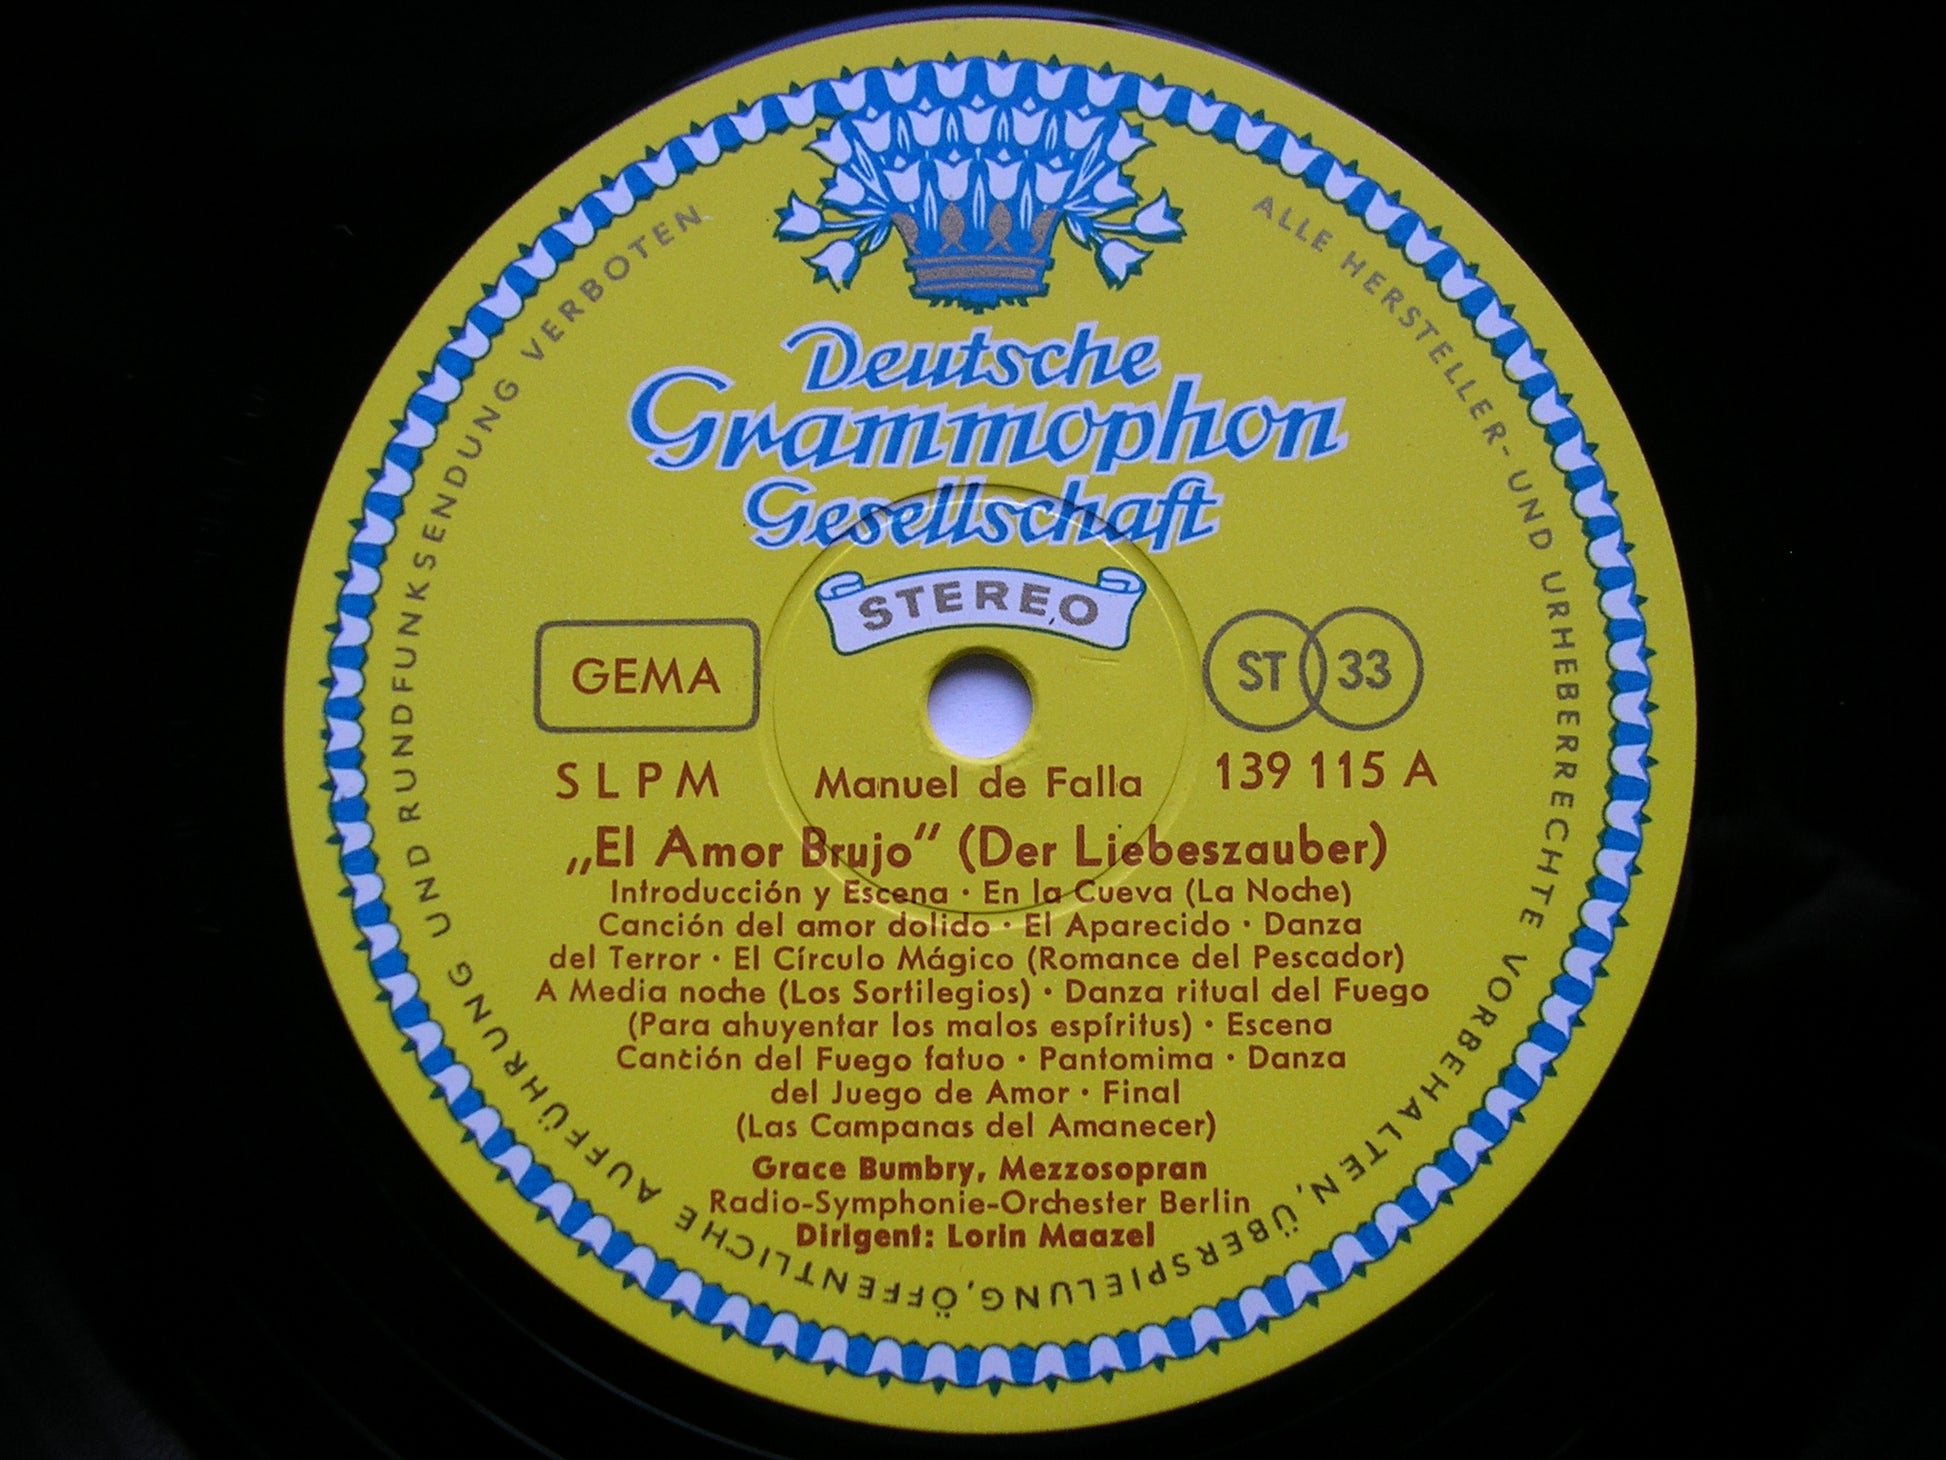 Deutsche
Grammophon
Gesellschaft
STEREO
GEMA
ST 33
SLPM
Manuel de Falla
139 115 A
„El Amor Brujo“ (Der Liebeszauber)
Introducción y Escena · En la Cueva (La Noche)
Canción del amor dolido · El Aparecido · Danza
del Terror · El Círculo Mágico (Romance del Pescador)
A Media noche (Los Sortilegios) · Danza ritual del Fuego
(Para ahuyentar los malos espíritus) · Escena
Canción del Fuego fatuo · Pantomima · Danza
del Juego de Amor · Final
(Las Campanas del Amanecer)
Grace Bumbry, Mezzosopran
Radio-Symphonie-Orchester Berlin
Dirigent: Lorin Maazel
ALLE HERSTELLER- UND URHEBERRECHTE VORBEHALTEN, ÜBERSPIELUNG, ÖFFENTLICHE AUFFÜHRUNG UND RUNDFUNKSENDUNG VERBOTEN